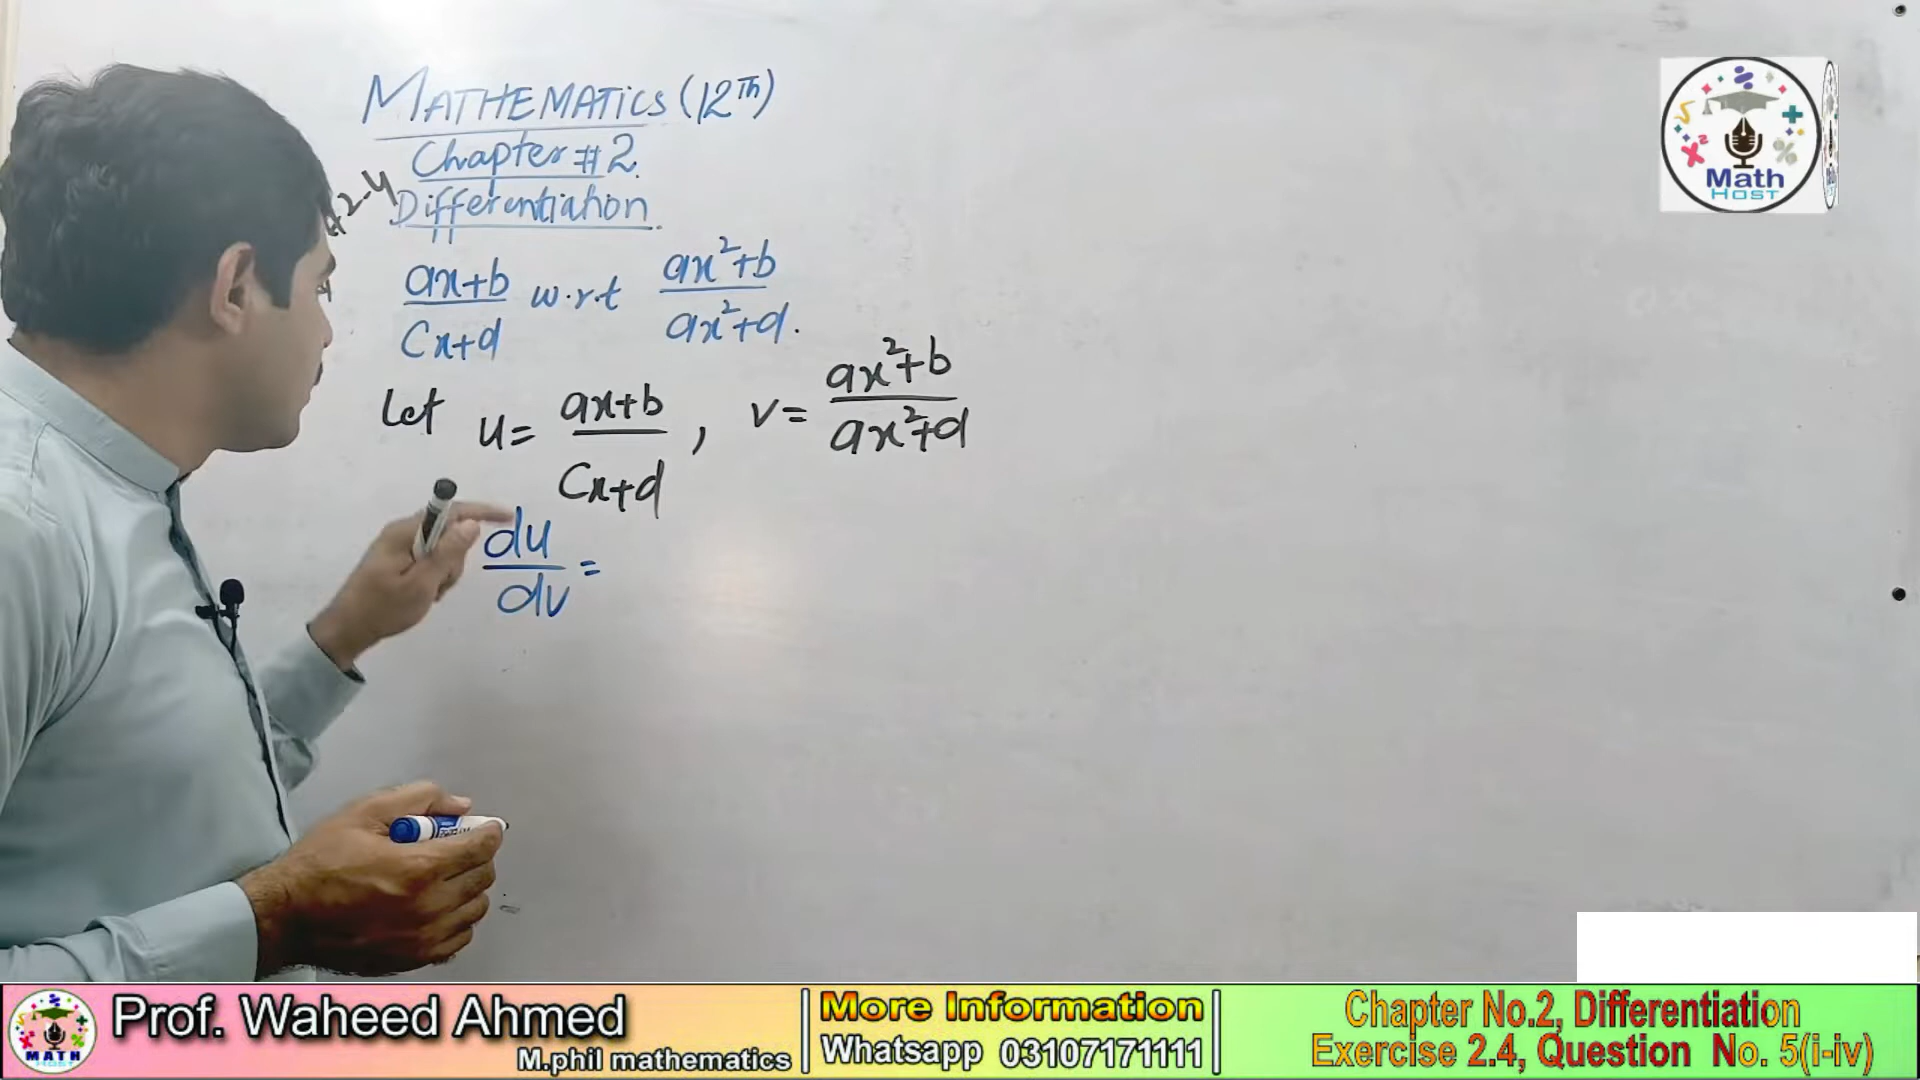 MATHEMATICS (12Th)
Chapter # 2
Differentiation
# 2.4
ax+b / Cx+d w.r.t ax²+b / ax²+d.
Let u = ax+b / Cx+d , v = ax²+b / ax²+d
du / dv =
Math
HOST
MATH
HOST
Prof. Waheed Ahmed
M.phil mathematics
More Information
Whatsapp 03107171111
Chapter No.2, Differentiation
Exercise 2.4, Question No. 5(i-iv)